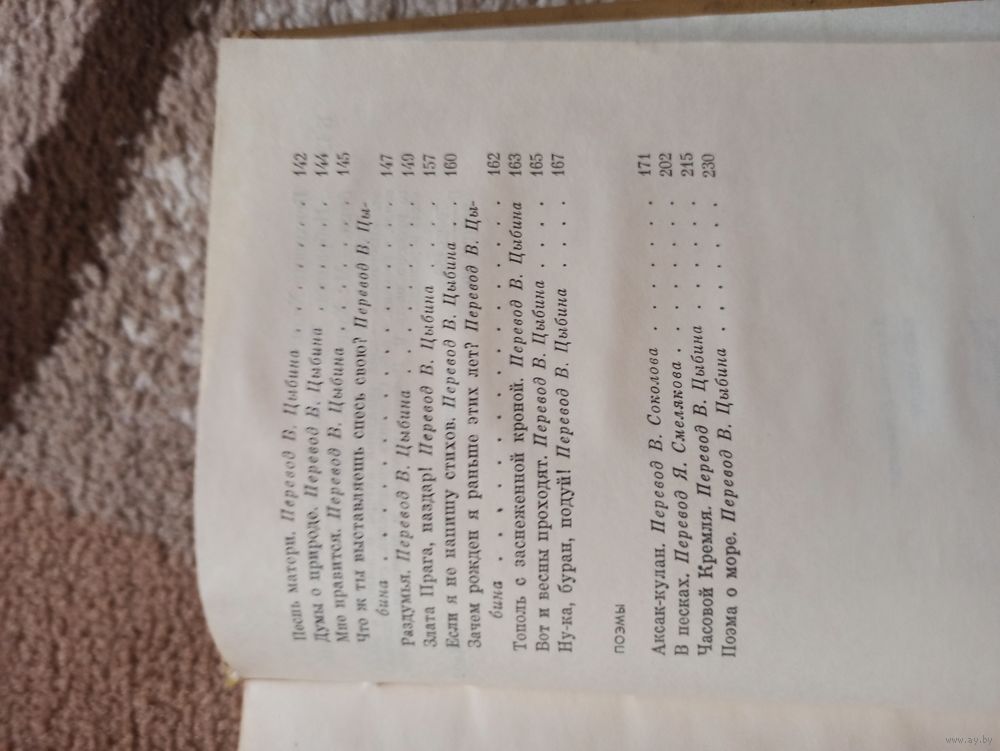 Песнь матери. Перевод В. Цыбина . . . . . . . 142
Думы о природе. Перевод В. Цыбина . . . . . . 144
Мне нравится. Перевод В. Цыбина . . . . . . . 145
Что ж ты выставляешь спесь свою? Перевод В. Цы-
бина . . . . . . . . . . . . . . . . . 147
Раздумья. Перевод В. Цыбина . . . . . . . . 149
Злата Прага, наздар! Перевод В. Цыбина . . . . 157
Если я не напишу стихов. Перевод В. Цыбина . . 160
Зачем рожден я раньше этих лет? Перевод В. Цы-
бина . . . . . . . . . . . . . . . . . 162
Тополь с заснеженной кроной. Перевод В. Цыбина 163
Вот и весны проходят. Перевод В. Цыбина . . . . 165
Ну-ка, буран, подуй! Перевод В. Цыбина . . . . 167
ПОЭМЫ
Аксак-кулан. Перевод В. Соколова . . . . . . 171
В песках. Перевод Я. Смелякова . . . . . . . 202
Часовой Кремля. Перевод В. Цыбина . . . . . . 215
Поэма о море. Перевод В. Цыбина . . . . . . . 230
www.ay.by